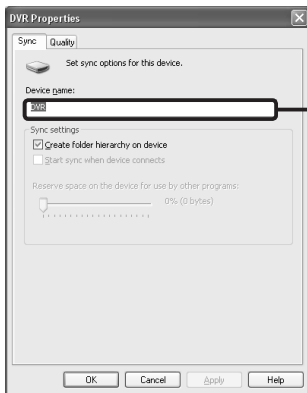 DVR Properties
Sync Quality
Set sync options for this device.
Device name:
DVR
Sync settings
Create folder hierarchy on device
Start sync when device connects
Reserve space on the device for use by other programs:
0% (0 bytes)
OK Cancel Apply Help